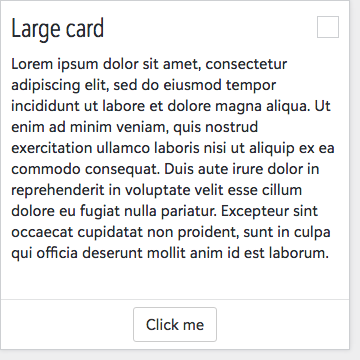 Large card
Lorem ipsum dolor sit amet, consectetur
adipiscing elit, sed do eiusmod tempor
incididunt ut labore et dolore magna aliqua. Ut
enim ad minim veniam, quis nostrud
exercitation ullamco laboris nisi ut aliquip ex ea
commodo consequat. Duis aute irure dolor in
reprehenderit in voluptate velit esse cillum
dolore eu fugiat nulla pariatur. Excepteur sint
occaecat cupidatat non proident, sunt in culpa
qui officia deserunt mollit anim id est laborum.
Click me